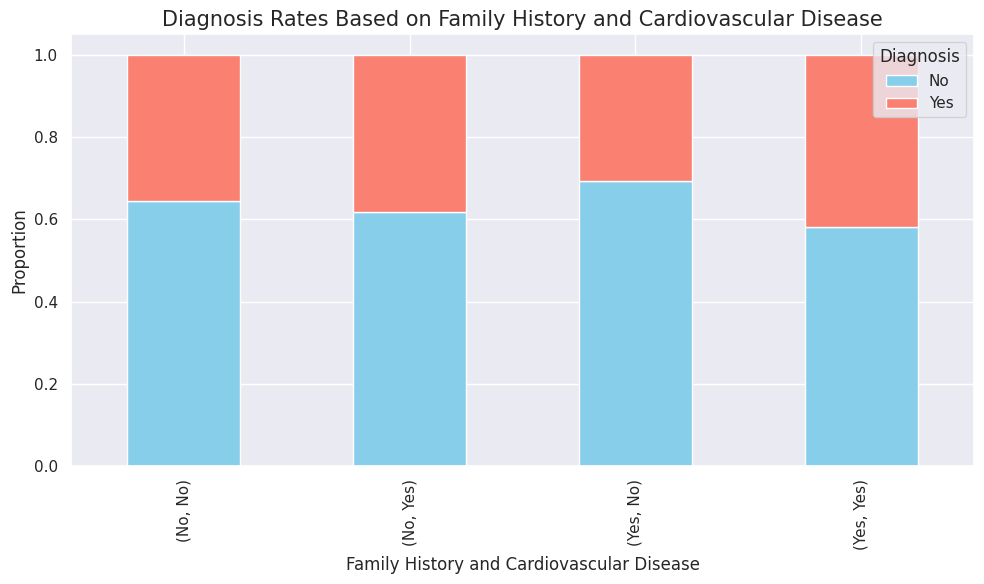 Diagnosis Rates Based on Family History and Cardiovascular Disease
Diagnosis
No
Yes
Proportion
1.0
0.8
0.6
0.4
0.2
0.0
(No, No)
(No, Yes)
(Yes, No)
(Yes, Yes)
Family History and Cardiovascular Disease